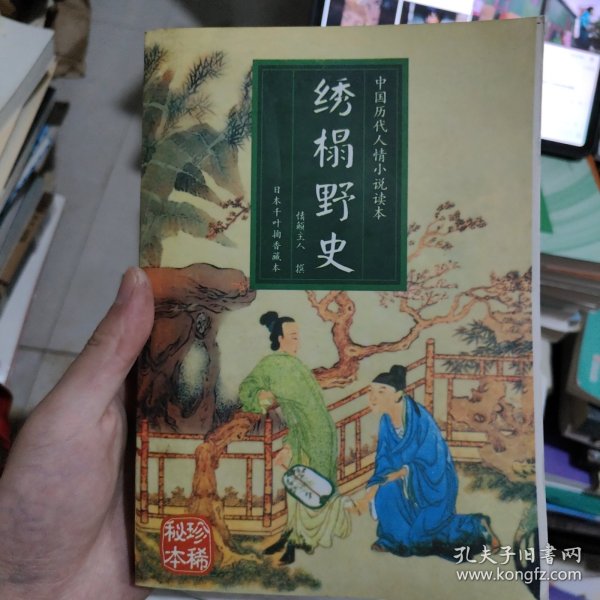 中国历代人情小说读本
绣榻野史
情颠主人 撰
日本千叶掬香藏本
珍稀
秘本
孔夫子旧书网
www.kongfz.com